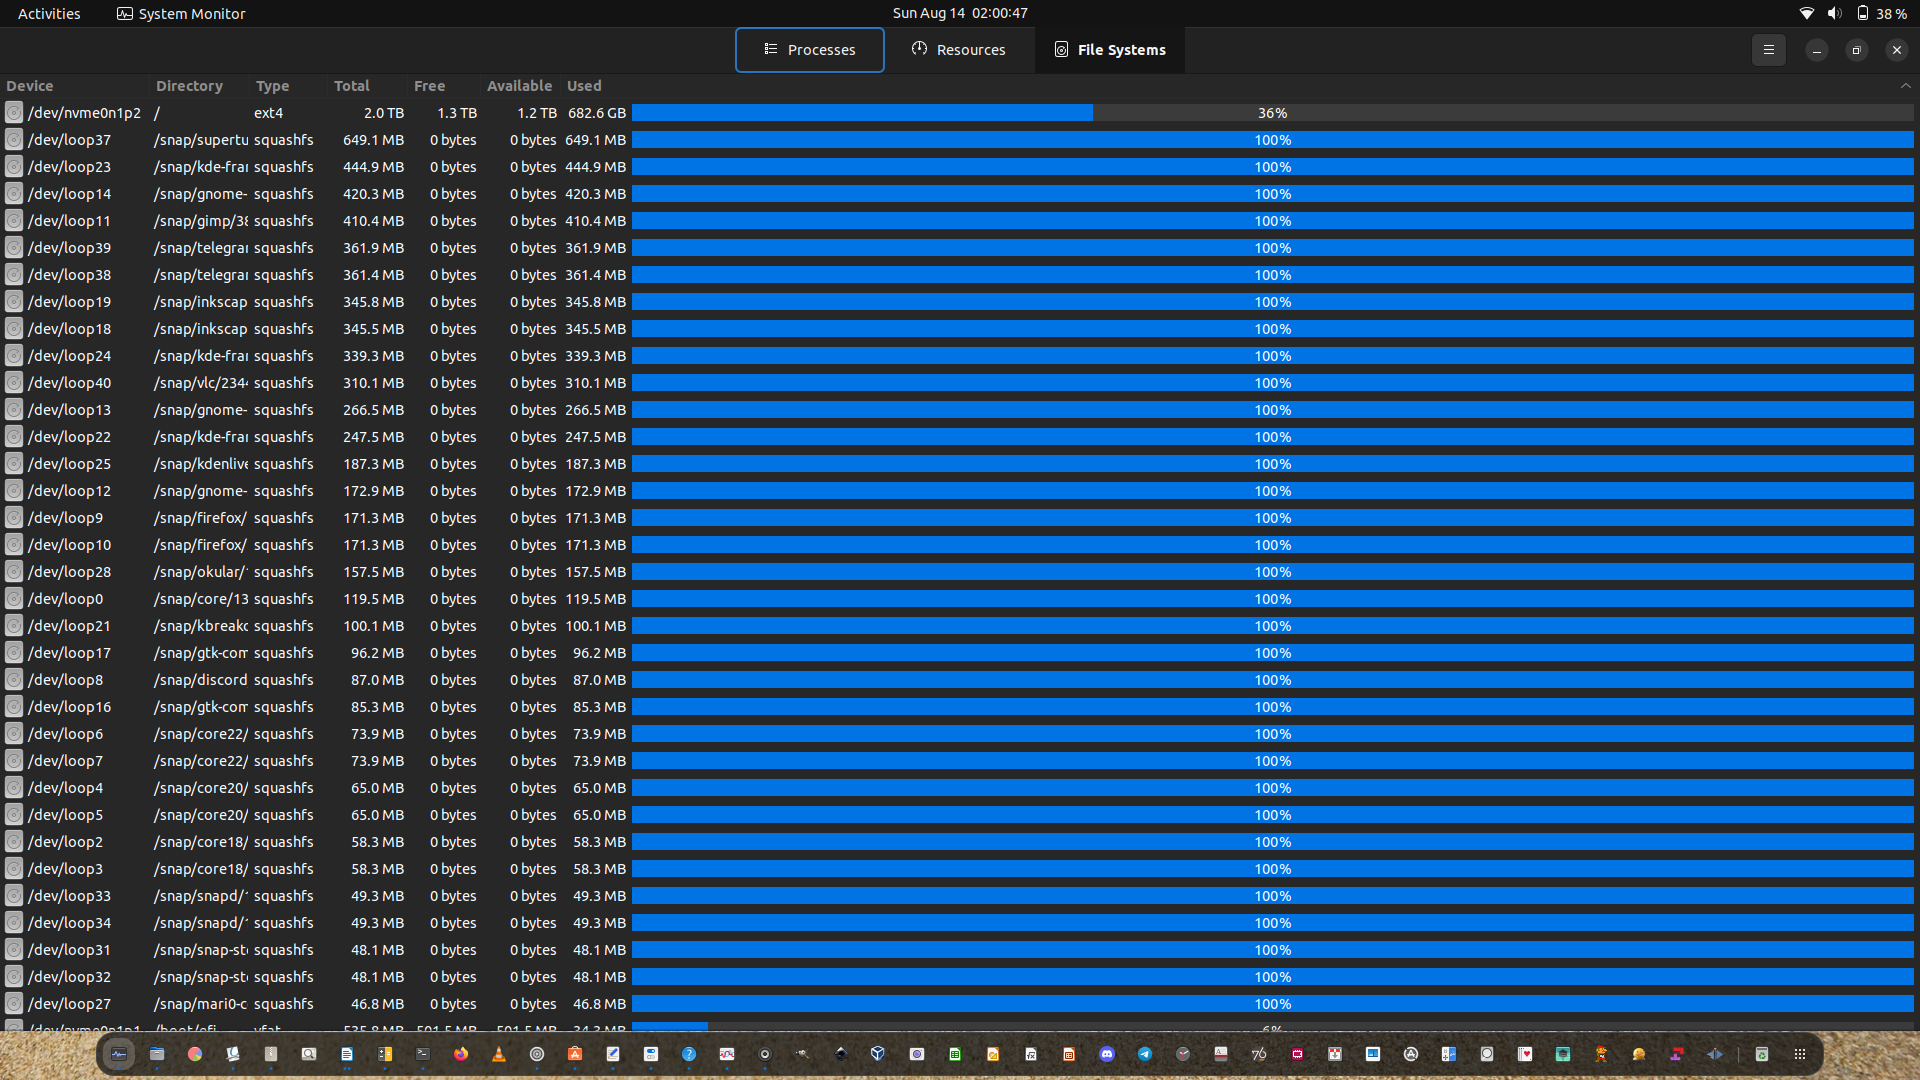 Activities System Monitor Sun Aug 14 02:00:47 38 %
Processes Resources File Systems
Device Directory Type Total Free Available Used
/dev/nvme0n1p2 / ext4 2.0 TB 1.3 TB 1.2 TB 682.6 GB 36%
/dev/loop37 /snap/supertu squashfs 649.1 MB 0 bytes 0 bytes 649.1 MB 100%
/dev/loop23 /snap/kde-fra squashfs 444.9 MB 0 bytes 0 bytes 444.9 MB 100%
/dev/loop14 /snap/gnome- squashfs 420.3 MB 0 bytes 0 bytes 420.3 MB 100%
/dev/loop11 /snap/gimp/38 squashfs 410.4 MB 0 bytes 0 bytes 410.4 MB 100%
/dev/loop39 /snap/telegra squashfs 361.9 MB 0 bytes 0 bytes 361.9 MB 100%
/dev/loop38 /snap/telegra squashfs 361.4 MB 0 bytes 0 bytes 361.4 MB 100%
/dev/loop19 /snap/inkscap squashfs 345.8 MB 0 bytes 0 bytes 345.8 MB 100%
/dev/loop18 /snap/inkscap squashfs 345.5 MB 0 bytes 0 bytes 345.5 MB 100%
/dev/loop24 /snap/kde-fra squashfs 339.3 MB 0 bytes 0 bytes 339.3 MB 100%
/dev/loop40 /snap/vlc/2344 squashfs 310.1 MB 0 bytes 0 bytes 310.1 MB 100%
/dev/loop13 /snap/gnome- squashfs 266.5 MB 0 bytes 0 bytes 266.5 MB 100%
/dev/loop22 /snap/kde-fra squashfs 247.5 MB 0 bytes 0 bytes 247.5 MB 100%
/dev/loop25 /snap/kdenlive squashfs 187.3 MB 0 bytes 0 bytes 187.3 MB 100%
/dev/loop12 /snap/gnome- squashfs 172.9 MB 0 bytes 0 bytes 172.9 MB 100%
/dev/loop9 /snap/firefox/ squashfs 171.3 MB 0 bytes 0 bytes 171.3 MB 100%
/dev/loop10 /snap/firefox/ squashfs 171.3 MB 0 bytes 0 bytes 171.3 MB 100%
/dev/loop28 /snap/okular/1 squashfs 157.5 MB 0 bytes 0 bytes 157.5 MB 100%
/dev/loop0 /snap/core/13 squashfs 119.5 MB 0 bytes 0 bytes 119.5 MB 100%
/dev/loop21 /snap/kbreako squashfs 100.1 MB 0 bytes 0 bytes 100.1 MB 100%
/dev/loop17 /snap/gtk-com squashfs 96.2 MB 0 bytes 0 bytes 96.2 MB 100%
/dev/loop8 /snap/discord squashfs 87.0 MB 0 bytes 0 bytes 87.0 MB 100%
/dev/loop16 /snap/gtk-com squashfs 85.3 MB 0 bytes 0 bytes 85.3 MB 100%
/dev/loop6 /snap/core22/ squashfs 73.9 MB 0 bytes 0 bytes 73.9 MB 100%
/dev/loop7 /snap/core22/ squashfs 73.9 MB 0 bytes 0 bytes 73.9 MB 100%
/dev/loop4 /snap/core20/ squashfs 65.0 MB 0 bytes 0 bytes 65.0 MB 100%
/dev/loop5 /snap/core20/ squashfs 65.0 MB 0 bytes 0 bytes 65.0 MB 100%
/dev/loop2 /snap/core18/ squashfs 58.3 MB 0 bytes 0 bytes 58.3 MB 100%
/dev/loop3 /snap/core18/ squashfs 58.3 MB 0 bytes 0 bytes 58.3 MB 100%
/dev/loop33 /snap/snapd/1 squashfs 49.3 MB 0 bytes 0 bytes 49.3 MB 100%
/dev/loop34 /snap/snapd/1 squashfs 49.3 MB 0 bytes 0 bytes 49.3 MB 100%
/dev/loop31 /snap/snap-sto squashfs 48.1 MB 0 bytes 0 bytes 48.1 MB 100%
/dev/loop32 /snap/snap-sto squashfs 48.1 MB 0 bytes 0 bytes 48.1 MB 100%
/dev/loop27 /snap/mari0-c squashfs 46.8 MB 0 bytes 0 bytes 46.8 MB 100%
/dev/nvme0n1p1 /boot/efi vfat 535.8 MB 501.5 MB 501.5 MB 34.3 MB 6%
76